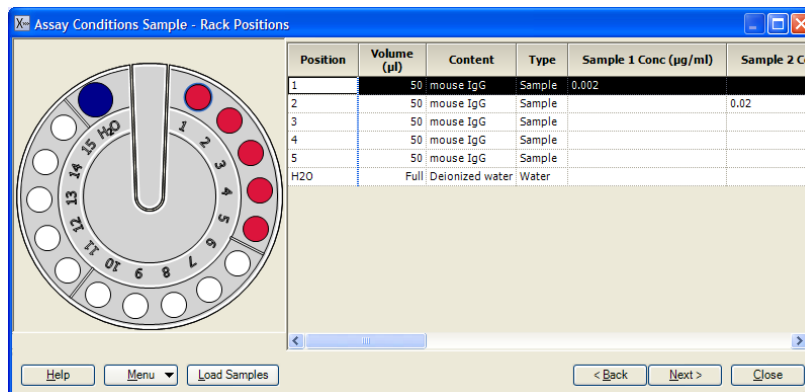 Assay Conditions Sample - Rack Positions
H₂O
1
2
3
4
5
6
7
8
9
10
11
12
13
14
15
Position Volume (µl) Content Type Sample 1 Conc (µg/ml) Sample 2 C
1 50 mouse IgG Sample 0.002
2 50 mouse IgG Sample 0.02
3 50 mouse IgG Sample
4 50 mouse IgG Sample
5 50 mouse IgG Sample
H2O Full Deionized water Water
Help Menu Load Samples < Back Next > Close